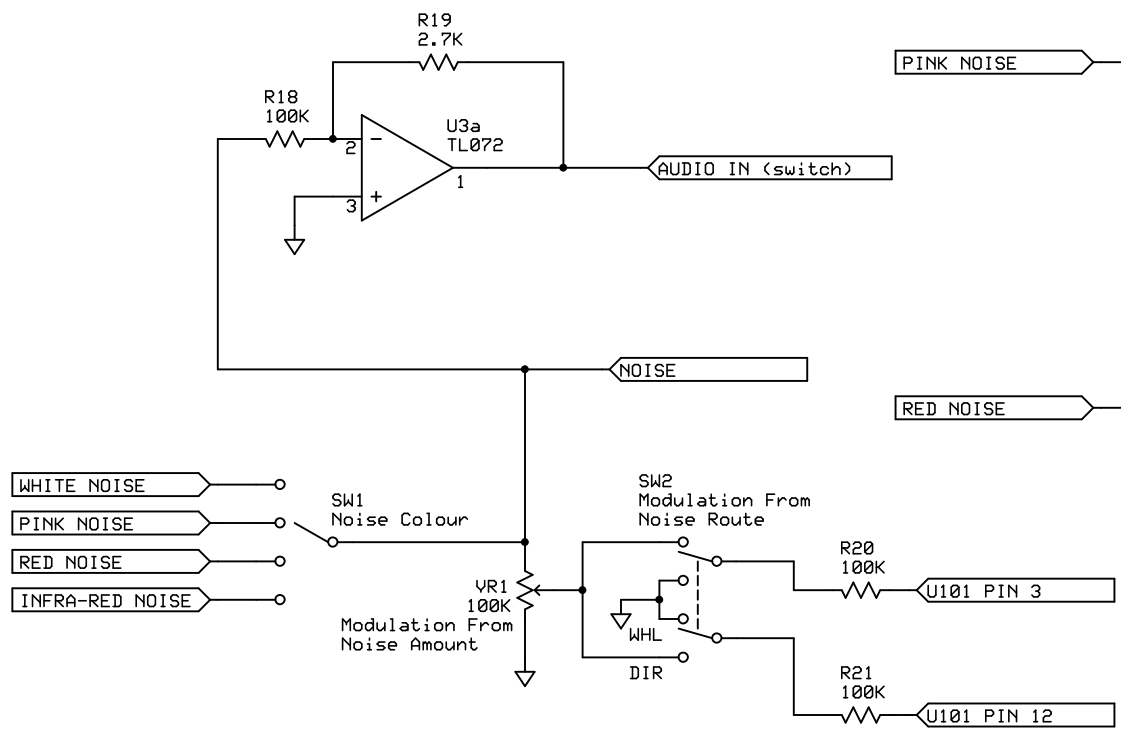 R19
2.7K
PINK NOISE
R18
100K
U3a
TL072
2
-
1
AUDIO IN (switch)
3
+
NOISE
RED NOISE
WHITE NOISE
PINK NOISE
RED NOISE
INFRA-RED NOISE
SW1
Noise Colour
SW2
Modulation From
Noise Route
VR1
100K
Modulation From
Noise Amount
WHL
DIR
R20
100K
U101 PIN 3
R21
100K
U101 PIN 12